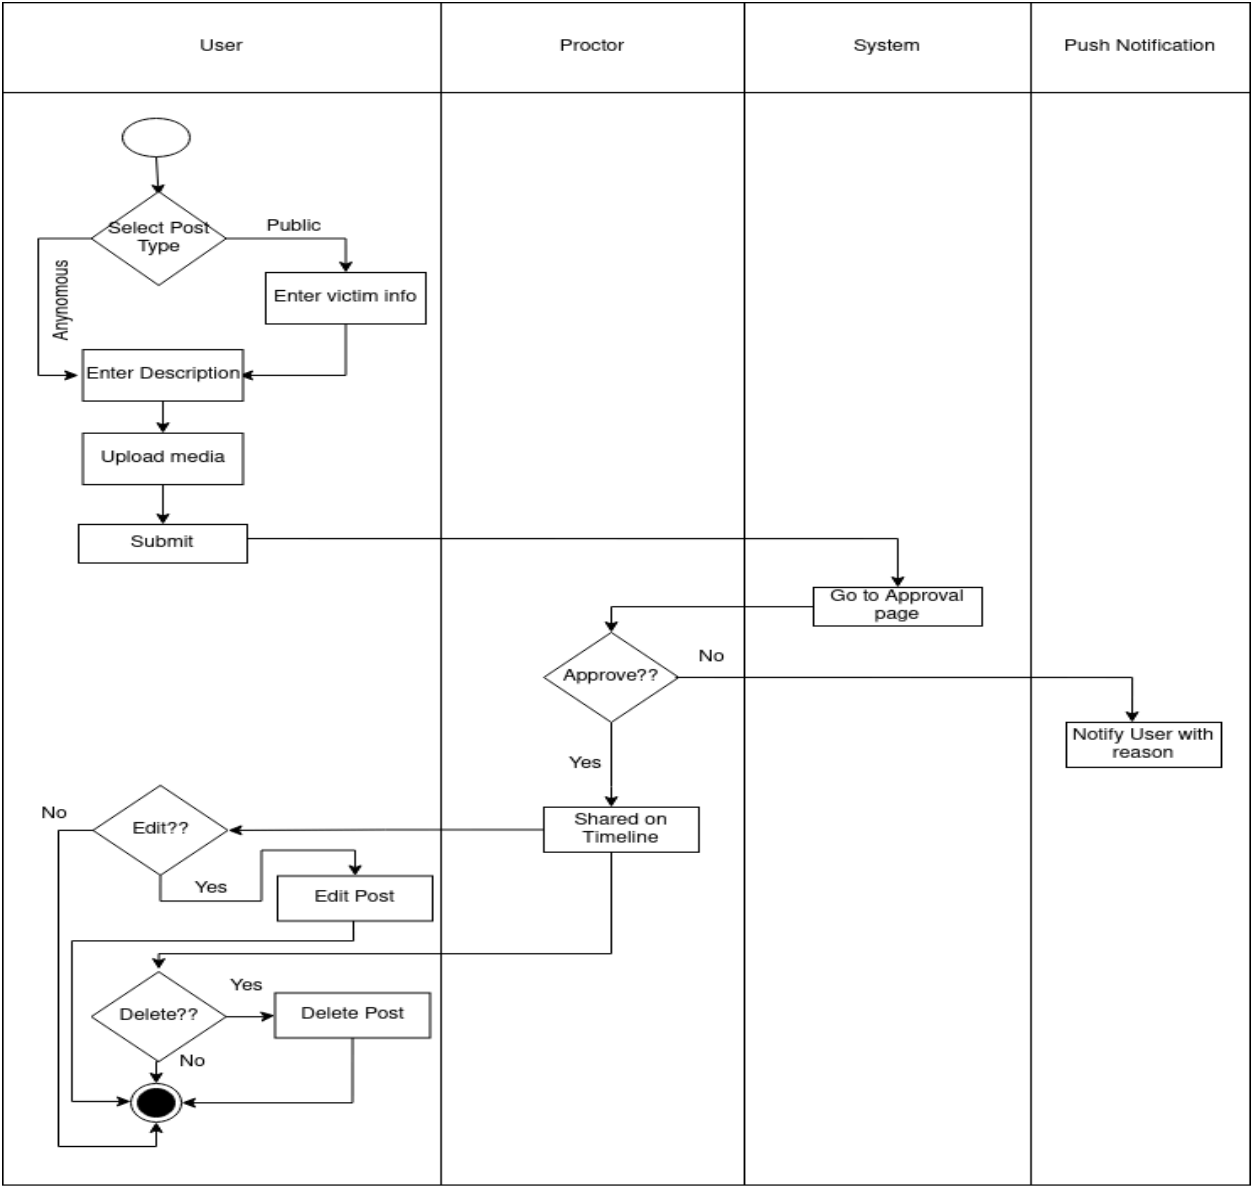 User
Proctor
System
Push Notification
Select Post
Type
Public
Anynomous
Enter victim info
Enter Description
Upload media
Submit
Go to Approval
page
Approve??
No
Notify User with
reason
Yes
Shared on
Timeline
No
Edit??
Yes
Edit Post
Delete??
Yes
Delete Post
No